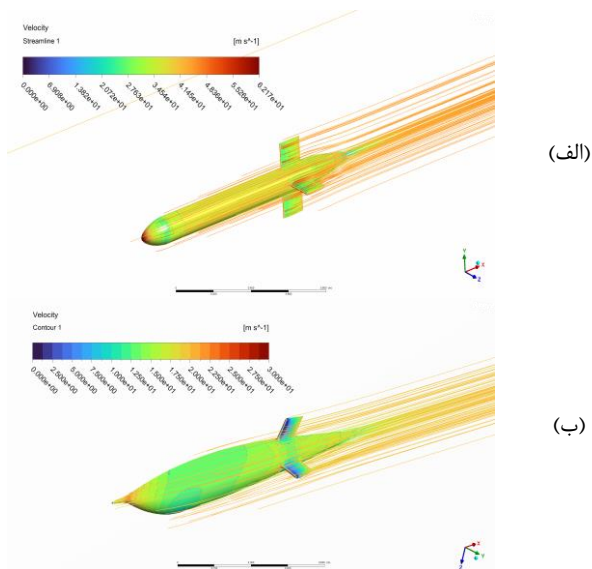 Velocity
Streamline 1
[m s^-1]
0.000e+00
6.908e+00
1.382e+01
2.072e+01
2.763e+01
3.454e+01
4.145e+01
4.836e+01
5.526e+01
6.217e+01
(الف)
Y
X
Z
Velocity
Contour 1
[m s^-1]
0.000e+00
2.500e+00
5.000e+00
7.500e+00
1.000e+01
1.250e+01
1.500e+01
1.750e+01
2.000e+01
2.250e+01
2.500e+01
2.750e+01
3.000e+01
(ب)
X
Y
Z